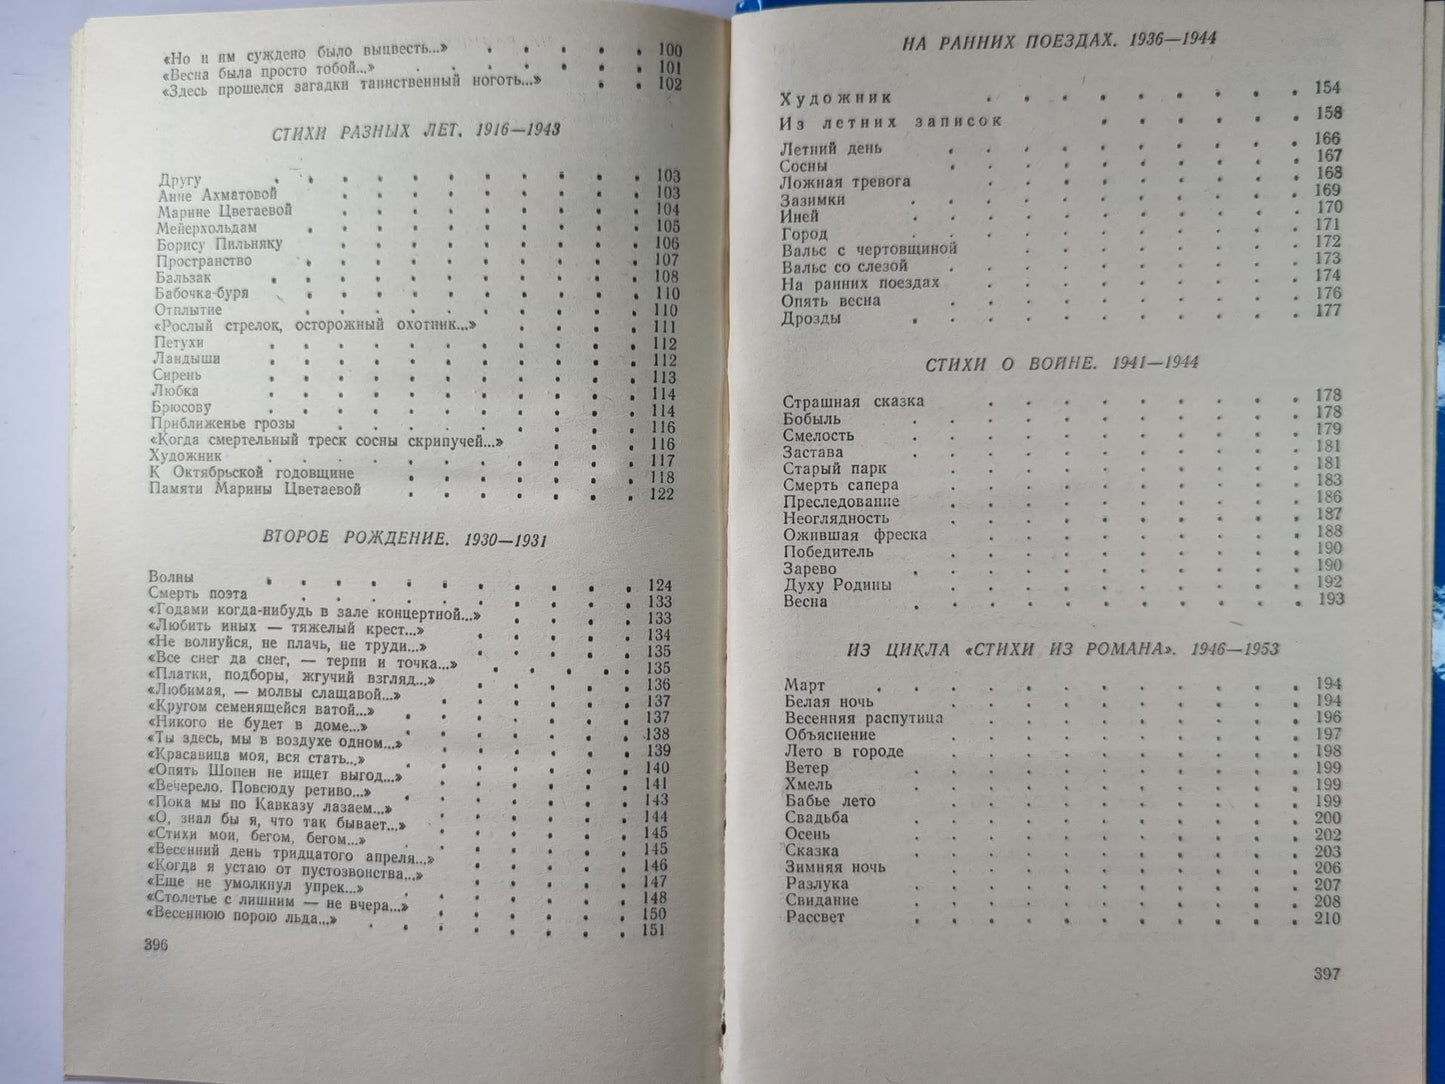 «Но и им суждено было выцвесть...» . . . . . 100
«Весна была просто тобой...» . . . . . . . 101
«Здесь прошелся загадки таинственный ноготь...» . . 102
СТИХИ РАЗНЫХ ЛЕТ. 1916—1943
Другу . . . . . . . . . . . 103
Анне Ахматовой . . . . . . . . . 103
Марине Цветаевой . . . . . . . . . 104
Мейерхольдам . . . . . . . . . . 105
Борису Пильняку . . . . . . . . . 106
Пространство . . . . . . . . . . 107
Бальзак . . . . . . . . . . . 108
Бабочка-буря . . . . . . . . . . 110
Отплытие . . . . . . . . . . 110
«Рослый стрелок, осторожный охотник...» . . . . 111
Петухи . . . . . . . . . . . 112
Ландыши . . . . . . . . . . . 112
Сирень . . . . . . . . . . . 113
Любка . . . . . . . . . . . 114
Брюсову . . . . . . . . . . . 114
Приближенье грозы . . . . . . . . . 116
«Когда смертельный треск сосны скрипучей...» . . . . 116
Художник . . . . . . . . . . . 117
К Октябрьской годовщине . . . . . . . 118
Памяти Марины Цветаевой . . . . . . . 122
ВТОРОЕ РОЖДЕНИЕ. 1930—1931
Волны . . . . . . . . . . . 124
Смерть поэта . . . . . . . . . . 133
«Годами когда-нибудь в зале концертной...» . . . . 133
«Любить иных — тяжелый крест...» . . . . . 134
«Не волнуйся, не плачь, не труди...» . . . . . 135
«Все снег да снег, — терпи и точка...» . . . . . 135
«Платки, подборы, жгучий взгляд...» . . . . . 136
«Любимая, — молвы слащавой...» . . . . . . 137
«Кругом семенящейся ватой...» . . . . . . . 137
«Никого не будет в доме...» . . . . . . . 138
«Ты здесь, мы в воздухе одном...» . . . . . . 139
«Красавица моя, вся стать...» . . . . . . . 140
«Опять Шопен не ищет выгод...» . . . . . . 141
«Вечерело. Повсюду ретиво...» . . . . . . . 143
«Пока мы по Кавказу лазаем...» . . . . . . 144
«О, знал бы я, что так бывает...» . . . . . . 145
«Стихи мои, бегом, бегом...» . . . . . . . 145
«Весенний день тридцатого апреля...» . . . . . 146
«Когда я устаю от пустозвонства...» . . . . . 147
«Еще не умолкнул упрек...» . . . . . . . 148
«Столетье с лишним — не вчера...» . . . . . . 150
«Весеннюю порою льда...» . . . . . . . . 151
396
НА РАННИХ ПОЕЗДАХ. 1936—1944
Художник . . . . . . . . . 154
Из летних записок . . . . . . 158
Летний день . . . . . . . . . . 166
Сосны . . . . . . . . . . 167
Ложная тревога . . . . . . . . . 168
Зазимки . . . . . . . . . . . 169
Иней . . . . . . . . . . . 170
Город . . . . . . . . . . . 171
Вальс с чертовщиной . . . . . . . . 172
Вальс со слезой . . . . . . . . . . 173
На ранних поездах . . . . . . . . . 174
Опять весна . . . . . . . . . . 176
Дрозды . . . . . . . . . . . 177
СТИХИ О ВОЙНЕ. 1941—1944
Страшная сказка . . . . . . . . . 178
Бобыль . . . . . . . . . . . 178
Смелость . . . . . . . . . . . 179
Застава . . . . . . . . . . . 181
Старый парк . . . . . . . . . . 181
Смерть сапера . . . . . . . . . . 183
Преследование . . . . . . . . . . 186
Неоглядность . . . . . . . . . . 187
Ожившая фреска . . . . . . . . . 188
Победитель . . . . . . . . . . 190
Зарево . . . . . . . . . . . 190
Духу Родины . . . . . . . . . . 192
Весна . . . . . . . . . . . 193
ИЗ ЦИКЛА «СТИХИ ИЗ РОМАНА». 1946—1953
Март . . . . . . . . . . . . 194
Белая ночь . . . . . . . . . . 194
Весенняя распутица . . . . . . . . . 196
Объяснение . . . . . . . . . . 197
Лето в городе . . . . . . . . . . 198
Ветер . . . . . . . . . . . 199
Хмель . . . . . . . . . . . 199
Бабье лето . . . . . . . . . . 199
Свадьба . . . . . . . . . . . 200
Осень . . . . . . . . . . . 202
Сказка . . . . . . . . . . . 203
Зимняя ночь . . . . . . . . . . 206
Разлука . . . . . . . . . . . 207
Свидание . . . . . . . . . . . 208
Рассвет . . . . . . . . . . . 210
397